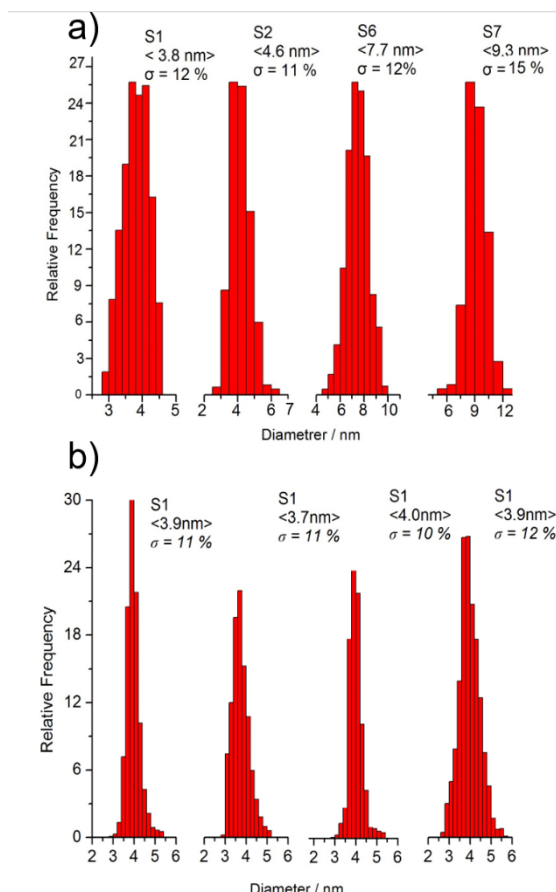 a)
S1
< 3.8 nm>
σ = 12 %
S2
<4.6 nm>
σ = 11 %
S6
<7.7 nm>
σ = 12%
S7
<9.3 nm>
σ = 15 %
Relative Frequency
27
24
21
18
15
12
9
6
3
0
3 4 5
2 4 6 7
4 6 8 10
6 9 12
Diametrer / nm
b)
S1
<3.9nm>
σ = 11 %
S1
<3.7nm>
σ = 11 %
S1
<4.0nm>
σ = 10 %
S1
<3.9nm>
σ = 12 %
Relative Frequency
30
24
18
12
6
0
2 3 4 5 6
2 3 4 5 6
2 3 4 5 6
2 3 4 5 6
Diameter / nm